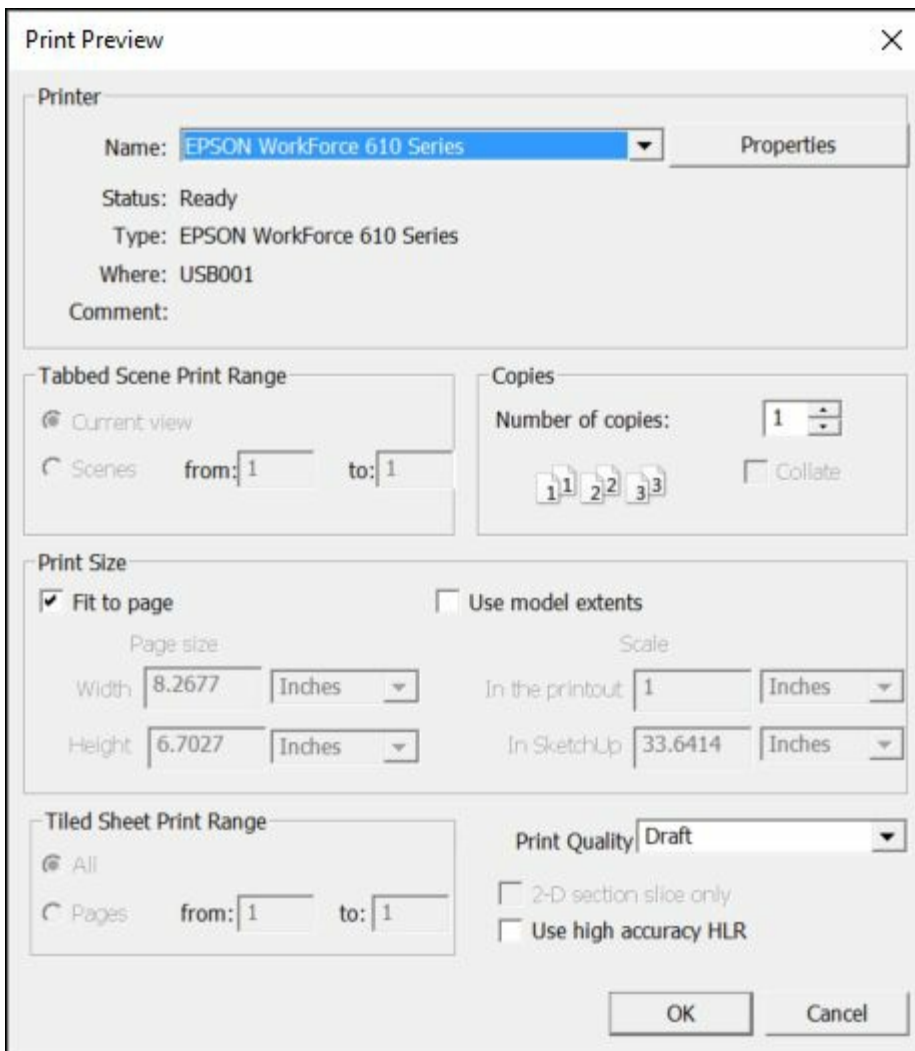 Print Preview
Printer
Name: EPSON WorkForce 610 Series Properties
Status: Ready
Type: EPSON WorkForce 610 Series
Where: USB001
Comment:
Tabbed Scene Print Range
Current view
Scenes from: 1 to: 1
Copies
Number of copies: 1
1 1 2 2 3 3 Collate
Print Size
Fit to page Use model extents
Page size Scale
Width 8.2677 Inches In the printout 1 Inches
Height 6.7027 Inches In SketchUp 33.6414 Inches
Tiled Sheet Print Range
All
Pages from: 1 to: 1
Print Quality Draft
2-D section slice only
Use high accuracy HLR
OK Cancel